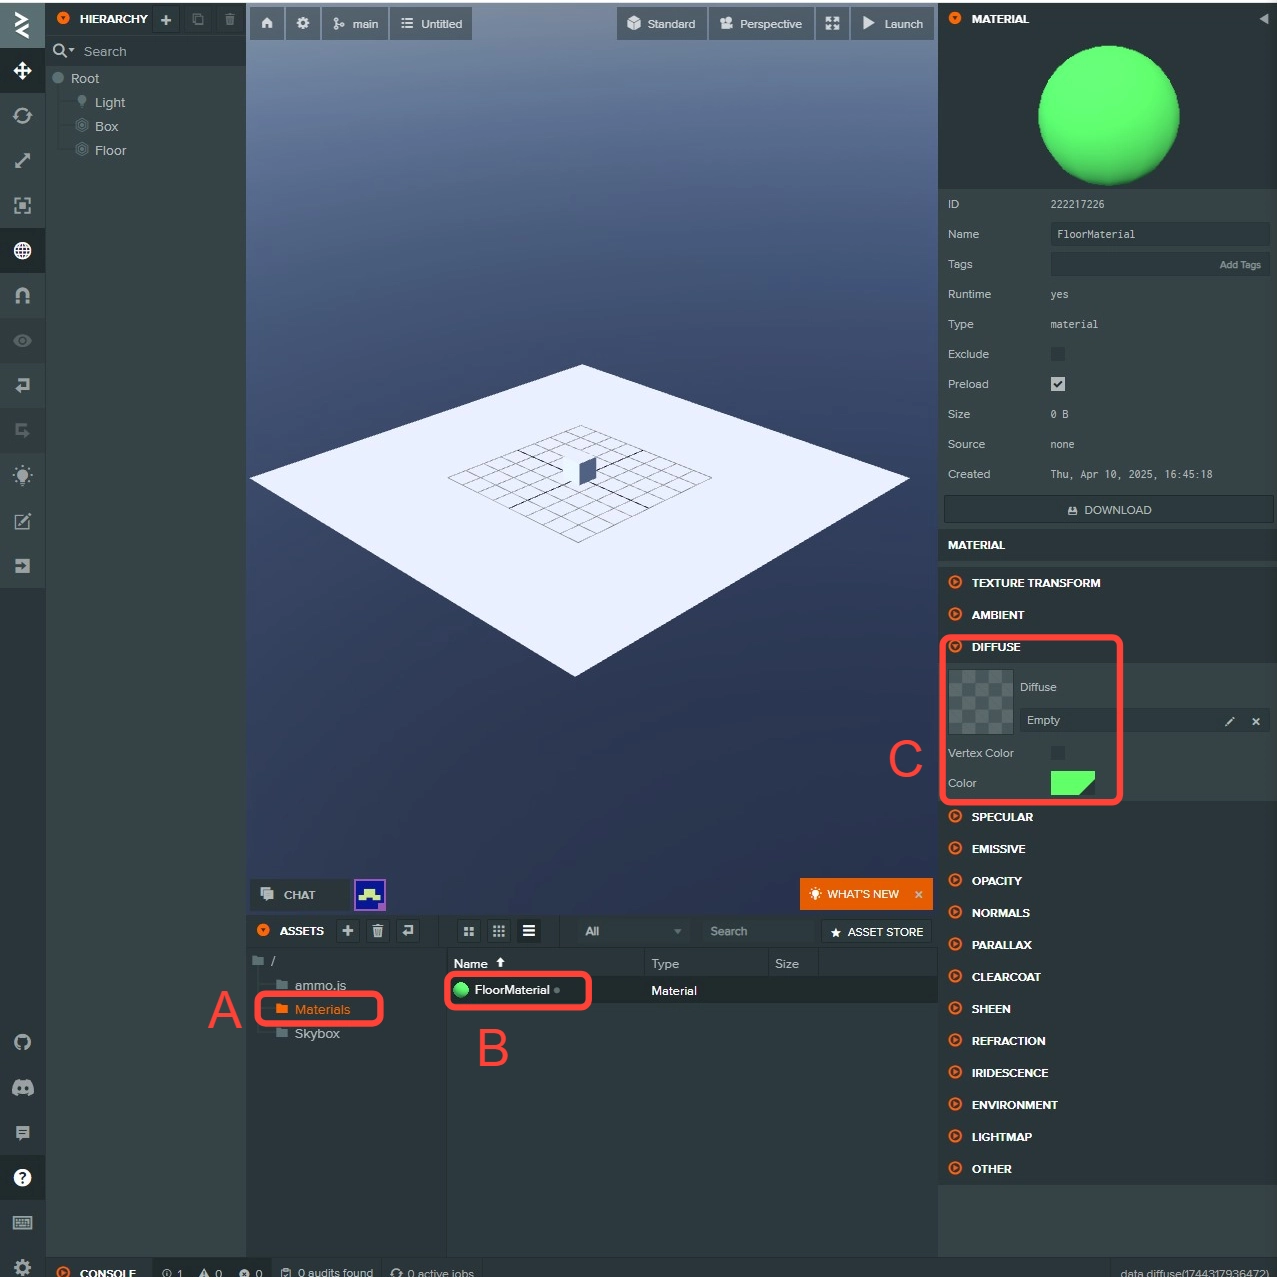 HIERARCHY
Search
Root
Light
Box
Floor
main
Untitled
Standard
Perspective
Launch
CHAT
WHAT'S NEW
ASSETS
All
Search
ASSET STORE
/
ammo.js
Materials
Skybox
Name
Type
Size
FloorMaterial
Material
A
B
C
MATERIAL
ID
222217226
Name
FloorMaterial
Tags
Add Tags
Runtime
yes
Type
material
Exclude
Preload
Size
0 B
Source
none
Created
Thu, Apr 10, 2025, 16:45:18
DOWNLOAD
MATERIAL
TEXTURE TRANSFORM
AMBIENT
DIFFUSE
Diffuse
Empty
Vertex Color
Color
SPECULAR
EMISSIVE
OPACITY
NORMALS
PARALLAX
CLEARCOAT
SHEEN
REFRACTION
IRIDESCENCE
ENVIRONMENT
LIGHTMAP
OTHER
CONSOLE
1
0
0
0 audits found
0 active jobs
data.diffuse(1744317936472)